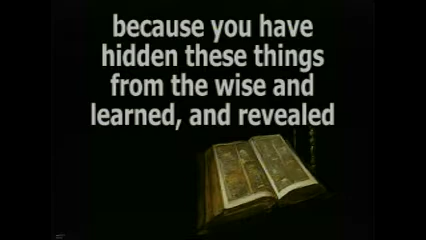 because you have
hidden these things
from the wise and
learned, and revealed